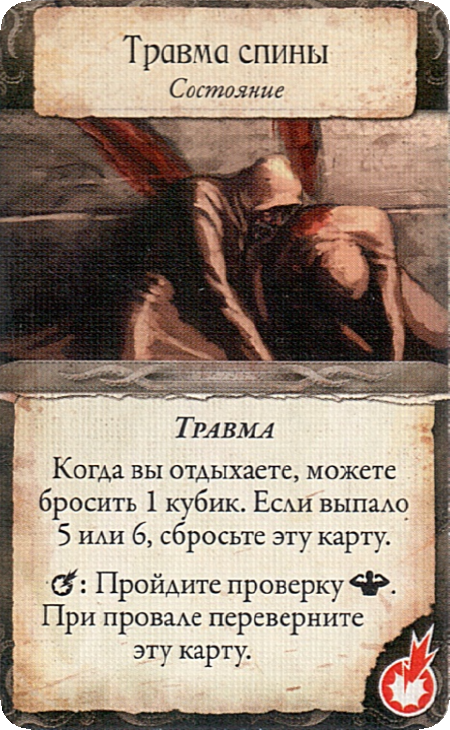 Травма спины
Состояние
Травма
Когда вы отдыхаете, можете
бросить 1 кубик. Если выпало
5 или 6, сбросьте эту карту.
: Пройдите проверку .
При провале переверните
эту карту.